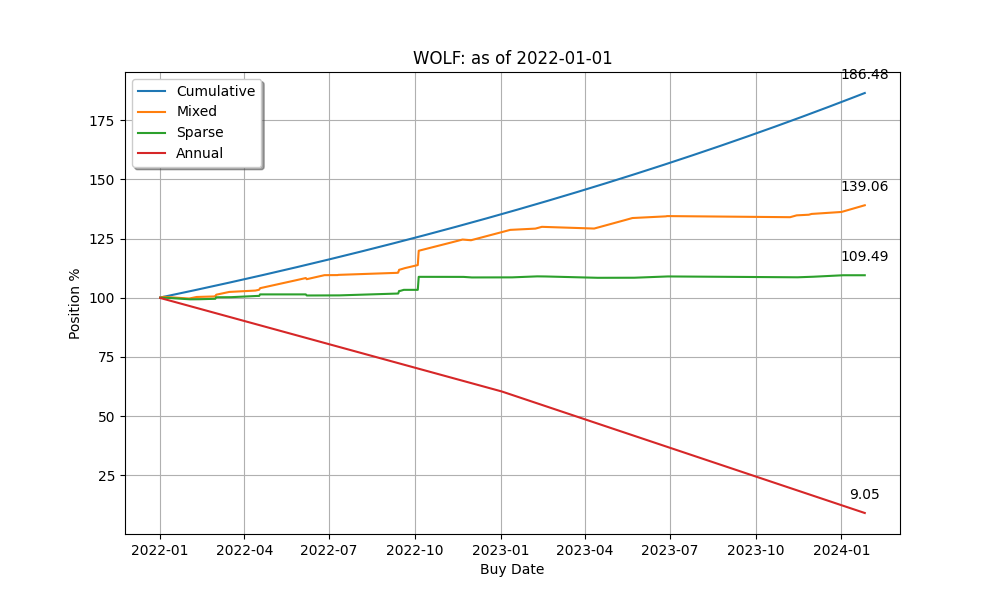 WOLF: as of 2022-01-01
Cumulative
Mixed
Sparse
Annual
186.48
139.06
109.49
9.05
175
150
125
100
75
50
25
Position %
2022-01 2022-04 2022-07 2022-10 2023-01 2023-04 2023-07 2023-10 2024-01
Buy Date